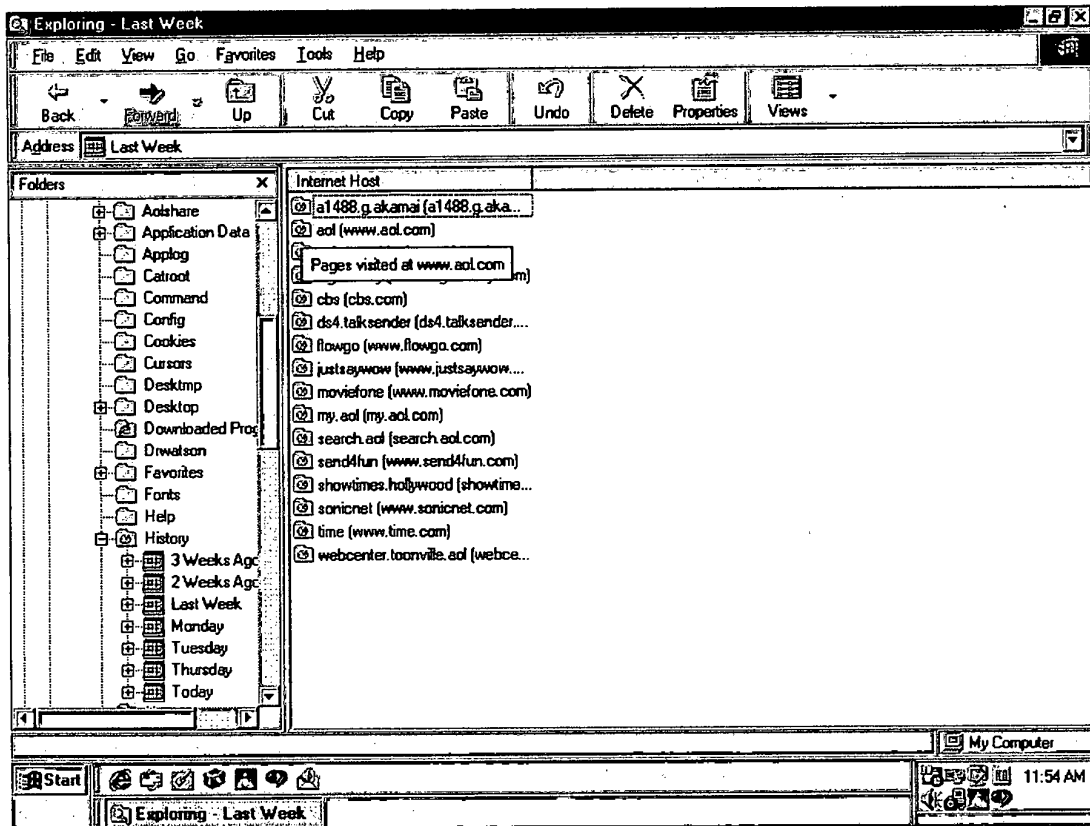 Exploring - Last Week
File Edit View Go Favorites Tools Help
Back Forward Up Cut Copy Paste Undo Delete Properties Views
Address Last Week
Folders x
Internet Host
Aolshare
Application Data
Applog
Catroot
Command
Config
Cookies
Cursors
Desktmp
Desktop
Downloaded Prog
Drwatson
Favorites
Fonts
Help
History
3 Weeks Ago
2 Weeks Ago
Last Week
Monday
Tuesday
Thursday
Today
a1488.g.akamai (a1488.g.aka...
aol (www.aol.com)
Pages visited at www.aol.com
cbs (cbs.com)
ds4.talksender (ds4.talksender....
flowgo (www.flowgo.com)
justsaywow (www.justsaywow....
moviefone (www.moviefone.com)
my.aol (my.aol.com)
search.aol (search.aol.com)
send4fun (www.send4fun.com)
showtimes.hollywood (showtime...
sonicnet (www.sonicnet.com)
time (www.time.com)
webcenter.toonville.aol (webce...
My Computer
Start
11:54 AM
Exploring - Last Week